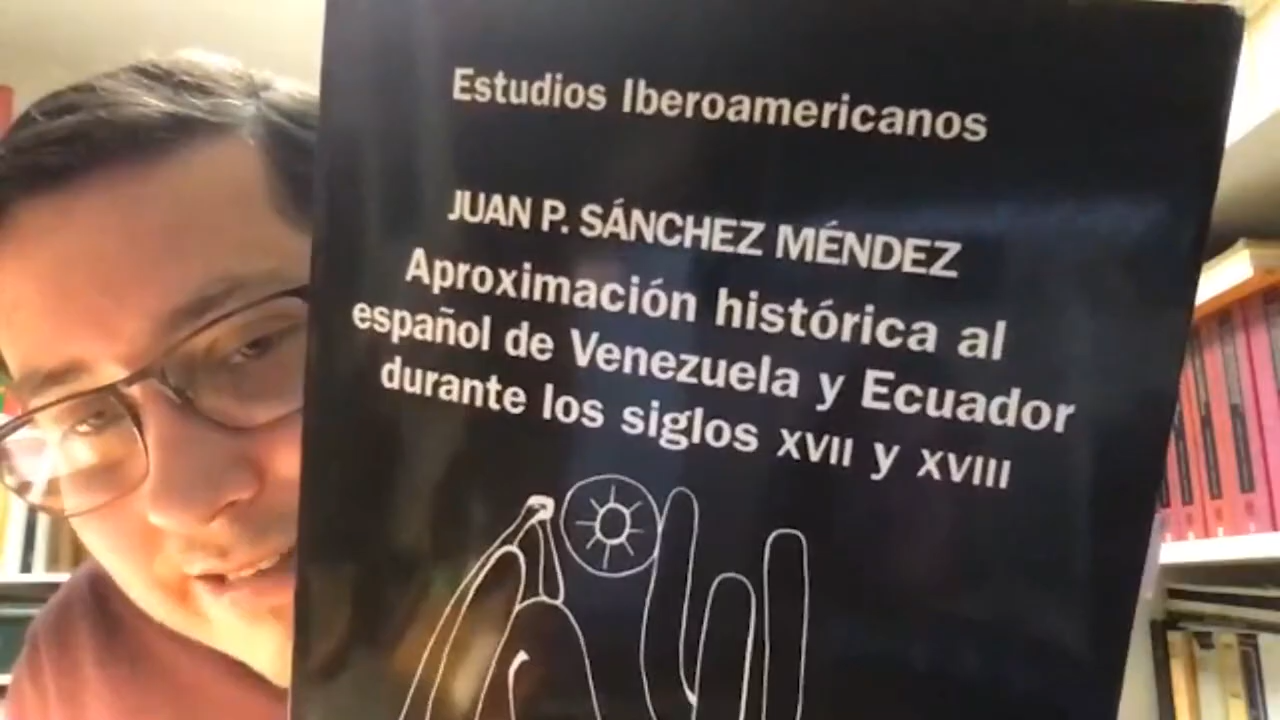 Estudios Iberoamericanos
JUAN P. SÁNCHEZ MÉNDEZ
Aproximación histórica al
español de Venezuela y Ecuador
durante los siglos XVII y XVIII